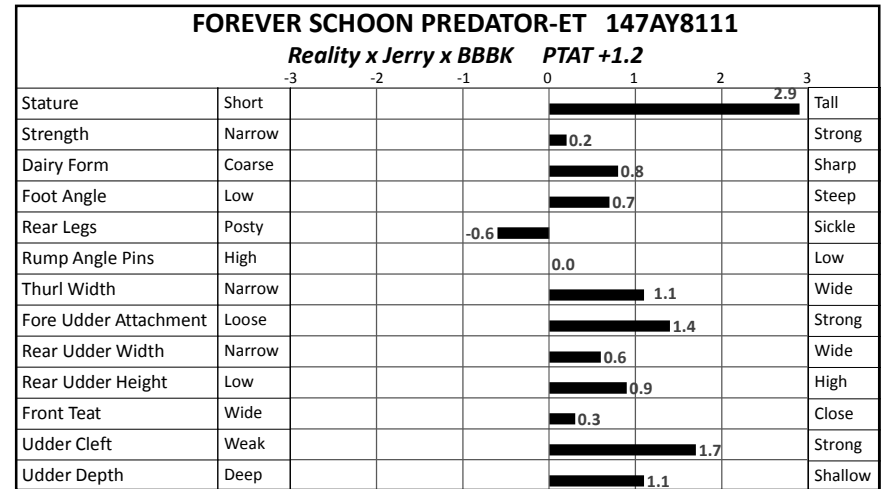 FOREVER SCHOON PREDATOR-ET 147AY8111
Reality x Jerry x BBBK PTAT +1.2
-3 -2 -1 0 1 2 3
Stature Short 2.9 Tall
Strength Narrow 0.2 Strong
Dairy Form Coarse 0.8 Sharp
Foot Angle Low 0.7 Steep
Rear Legs Posty -0.6 Sickle
Rump Angle Pins High 0.0 Low
Thurl Width Narrow 1.1 Wide
Fore Udder Attachment Loose 1.4 Strong
Rear Udder Width Narrow 0.6 Wide
Rear Udder Height Low 0.9 High
Front Teat Wide 0.3 Close
Udder Cleft Weak 1.7 Strong
Udder Depth Deep 1.1 Shallow